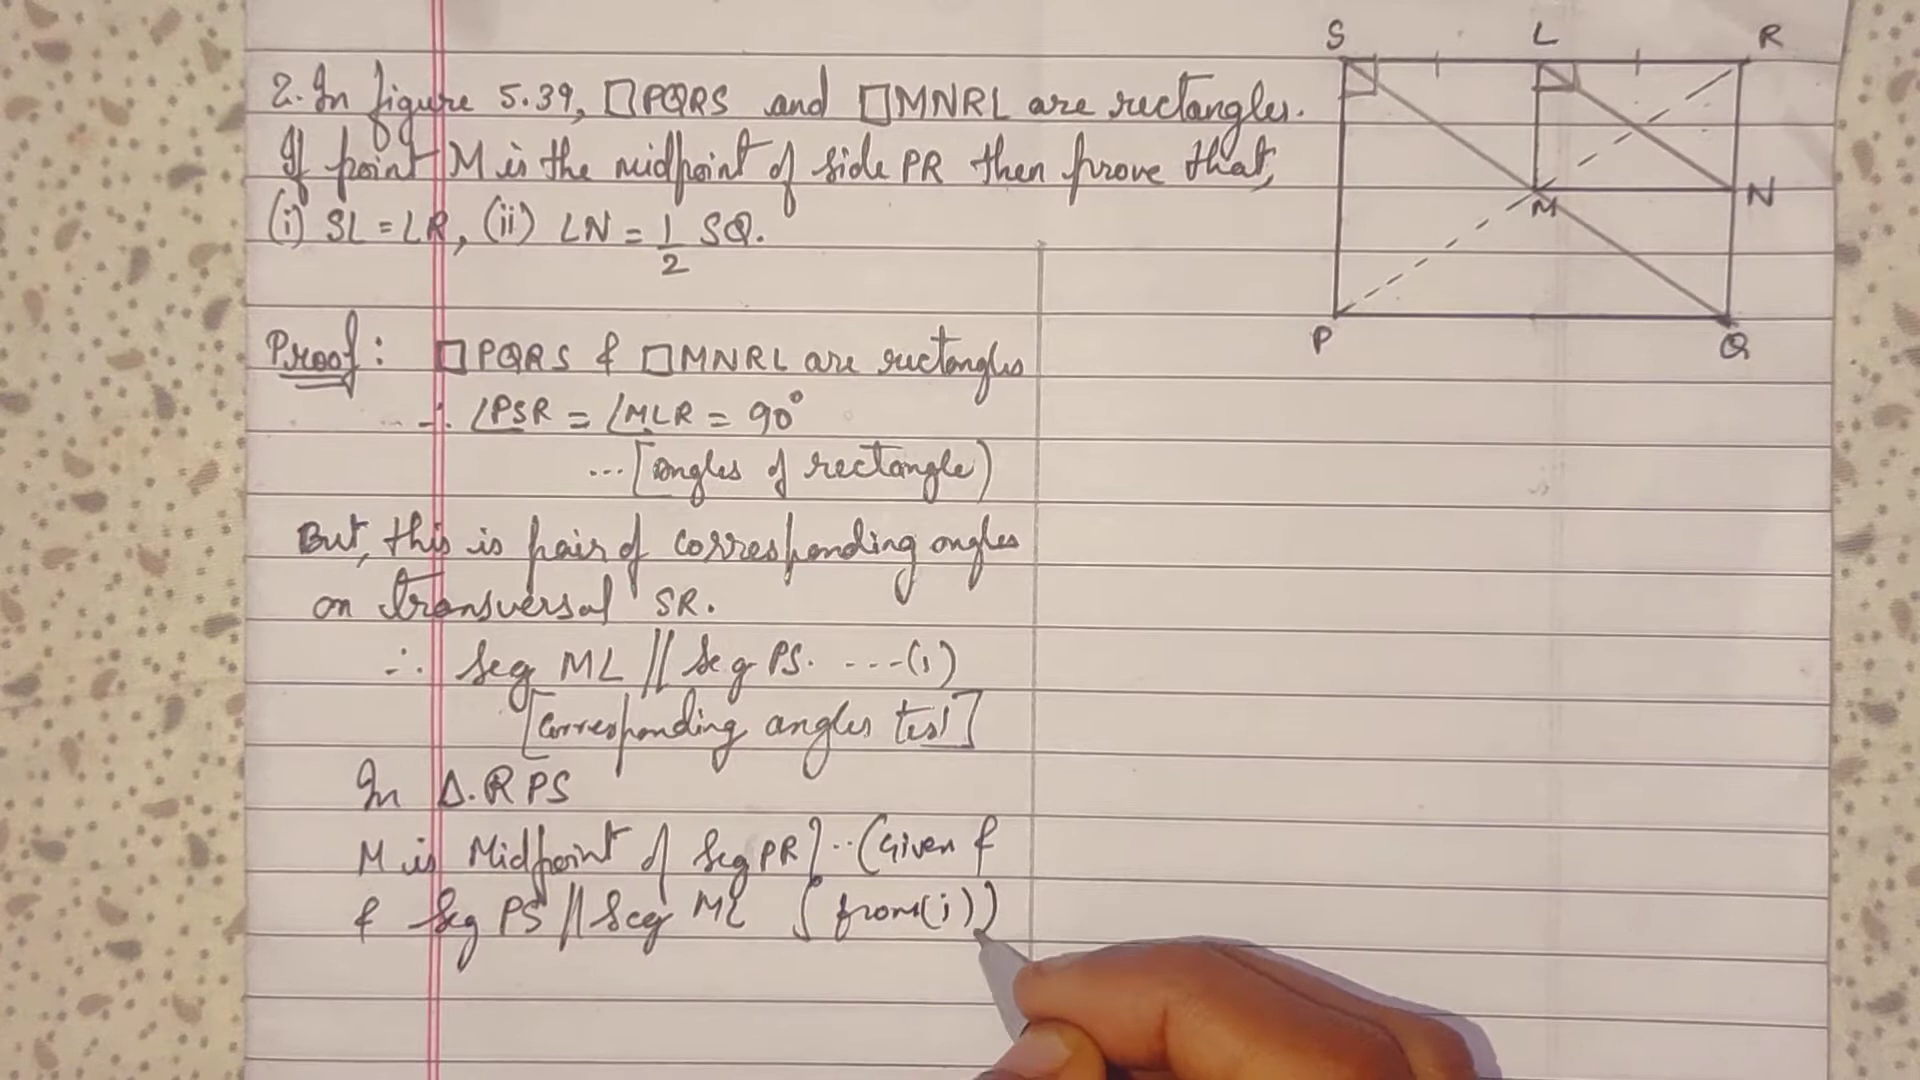 2. In figure 5.39, □PQRS and □MNRL are rectangles.
If point M is the midpoint of side PR then prove that,
(i) SL = LR, (ii) LN = 1/2 SQ.
S L R
M N
P Q
Proof : □PQRS & □MNRL are rectangles
∴ ∠PSR = ∠MLR = 90°
... [angles of rectangle)
But, this is pair of corresponding angles
on transversal SR.
∴ Seg ML || Seg PS. ----(i)
[Corresponding angles test]
In Δ.RPS
M is Midpoint of Seg PR } ..(Given &
& Seg PS || Seg ML from(i))